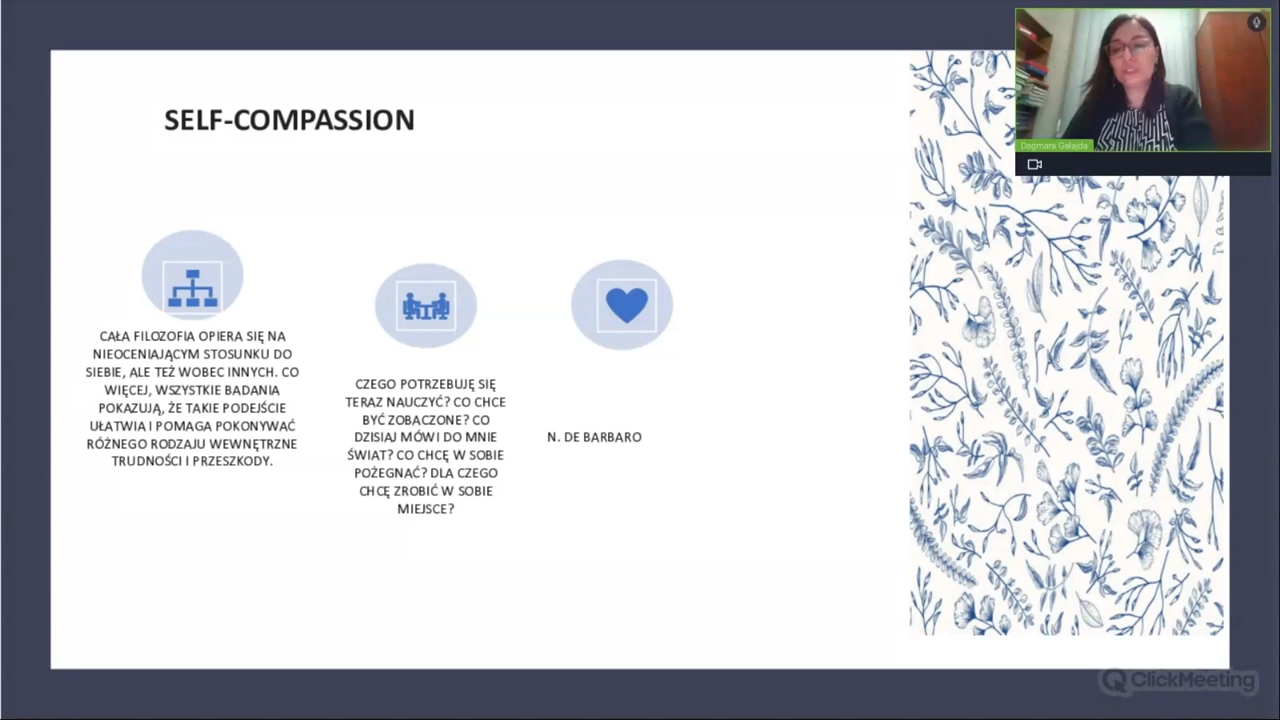 SELF-COMPASSION
CAŁA FILOZOFIA OPIERA SIĘ NA
NIEOCENIAJĄCYM STOSUNKU DO
SIEBIE, ALE TEŻ WOBEC INNYCH. CO
WIĘCEJ, WSZYSTKIE BADANIA
POKAZUJĄ, ŻE TAKIE PODEJŚCIE
UŁATWIA I POMAGA POKONYWAĆ
RÓŻNEGO RODZAJU WEWNĘTRZNE
TRUDNOŚCI I PRZESZKODY.
CZEGO POTRZEBUJĘ SIĘ
TERAZ NAUCZYĆ? CO CHCE
BYĆ ZOBACZONE? CO
DZISIAJ MÓWI DO MNIE
ŚWIAT? CO CHCĘ W SOBIE
POŻEGNAĆ? DLA CZEGO
CHCĘ ZROBIĆ W SOBIE
MIEJSCE?
N. DE BARBARO
Dagmara Gałajda
ClickMeeting